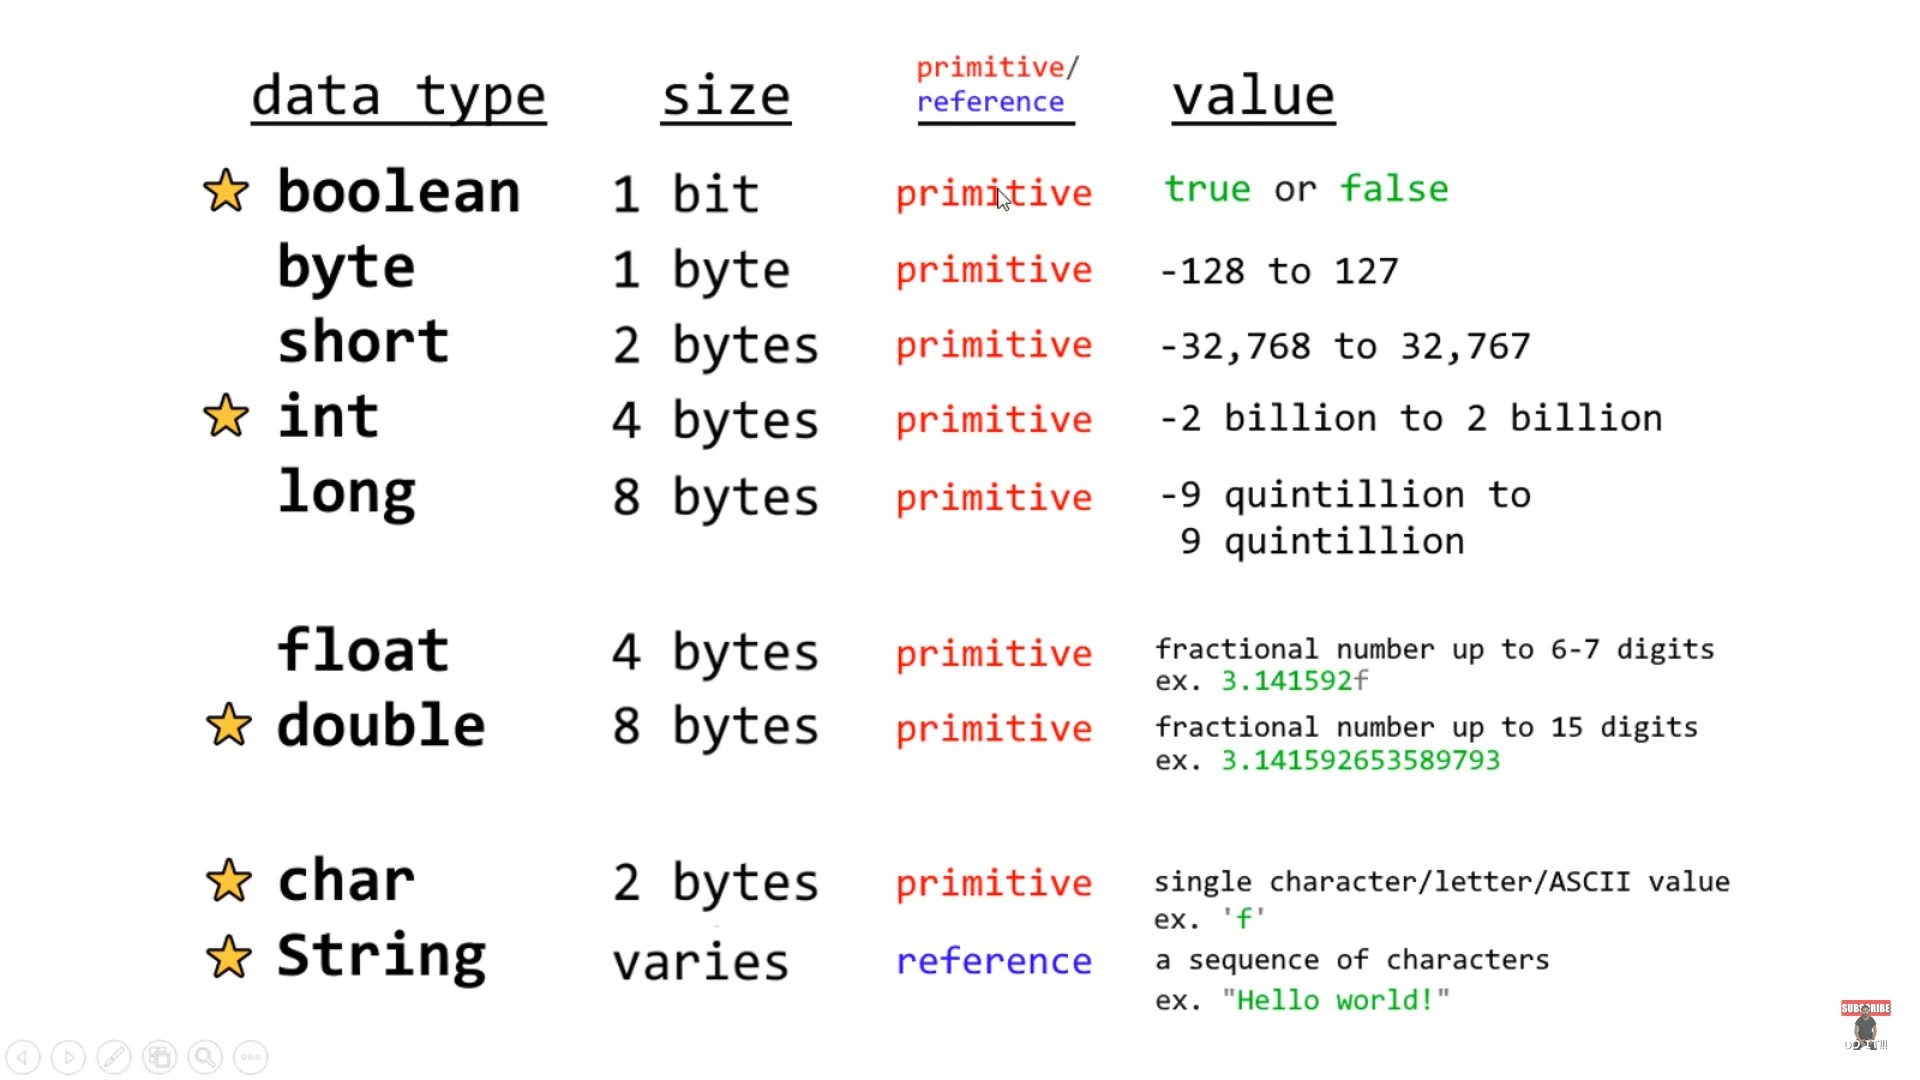 data type size primitive/
reference value
boolean 1 bit primitive true or false
byte 1 byte primitive -128 to 127
short 2 bytes primitive -32,768 to 32,767
int 4 bytes primitive -2 billion to 2 billion
long 8 bytes primitive -9 quintillion to
9 quintillion
float 4 bytes primitive fractional number up to 6-7 digits
ex. 3.141592f
double 8 bytes primitive fractional number up to 15 digits
ex. 3.141592653589793
char 2 bytes primitive single character/letter/ASCII value
ex. 'f'
String varies reference a sequence of characters
ex. "Hello world!"
SUBSCRIBE